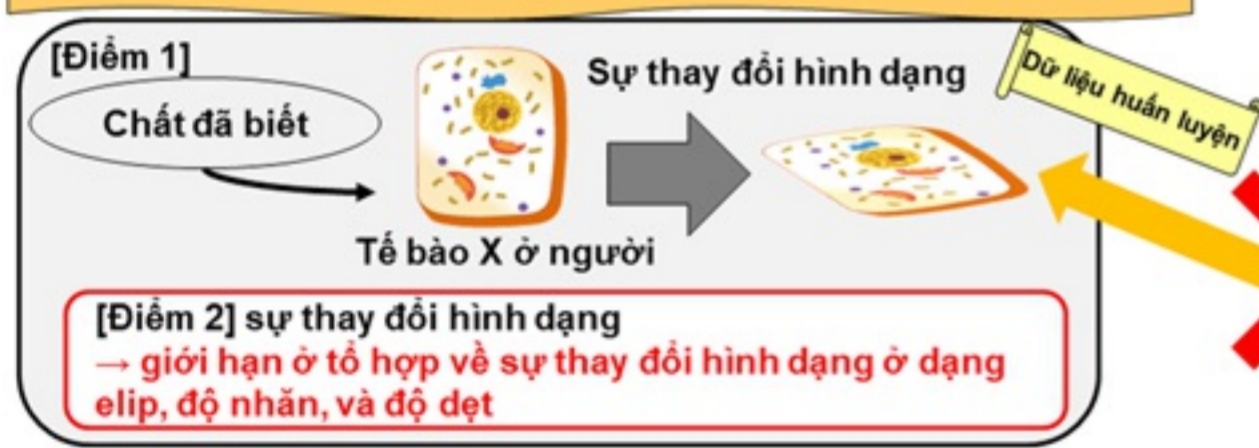 [Điểm 1]
Chất đã biết
Sự thay đổi hình dạng
Dữ liệu huấn luyện
Tế bào X ở người
[Điểm 2] sự thay đổi hình dạng
→ giới hạn ở tổ hợp về sự thay đổi hình dạng ở dạng
elip, độ nhăn, và độ dẹt